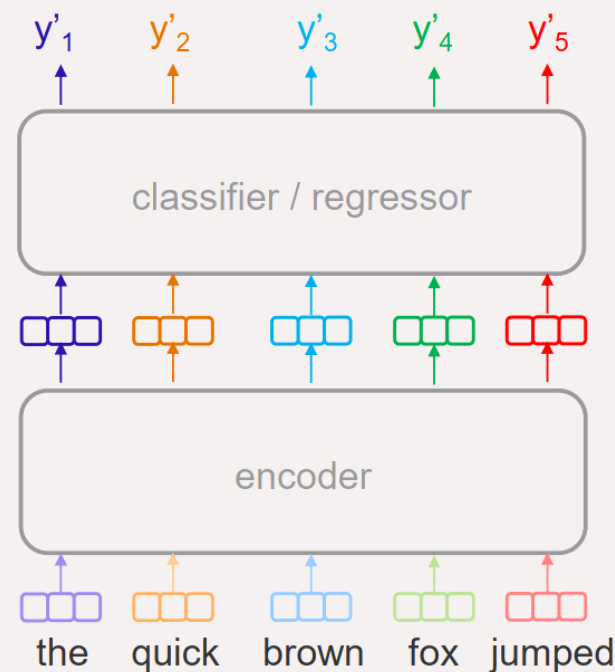 y’1 y’2 y’3 y’4 y’5
classifier / regressor
encoder
the quick brown fox jumped